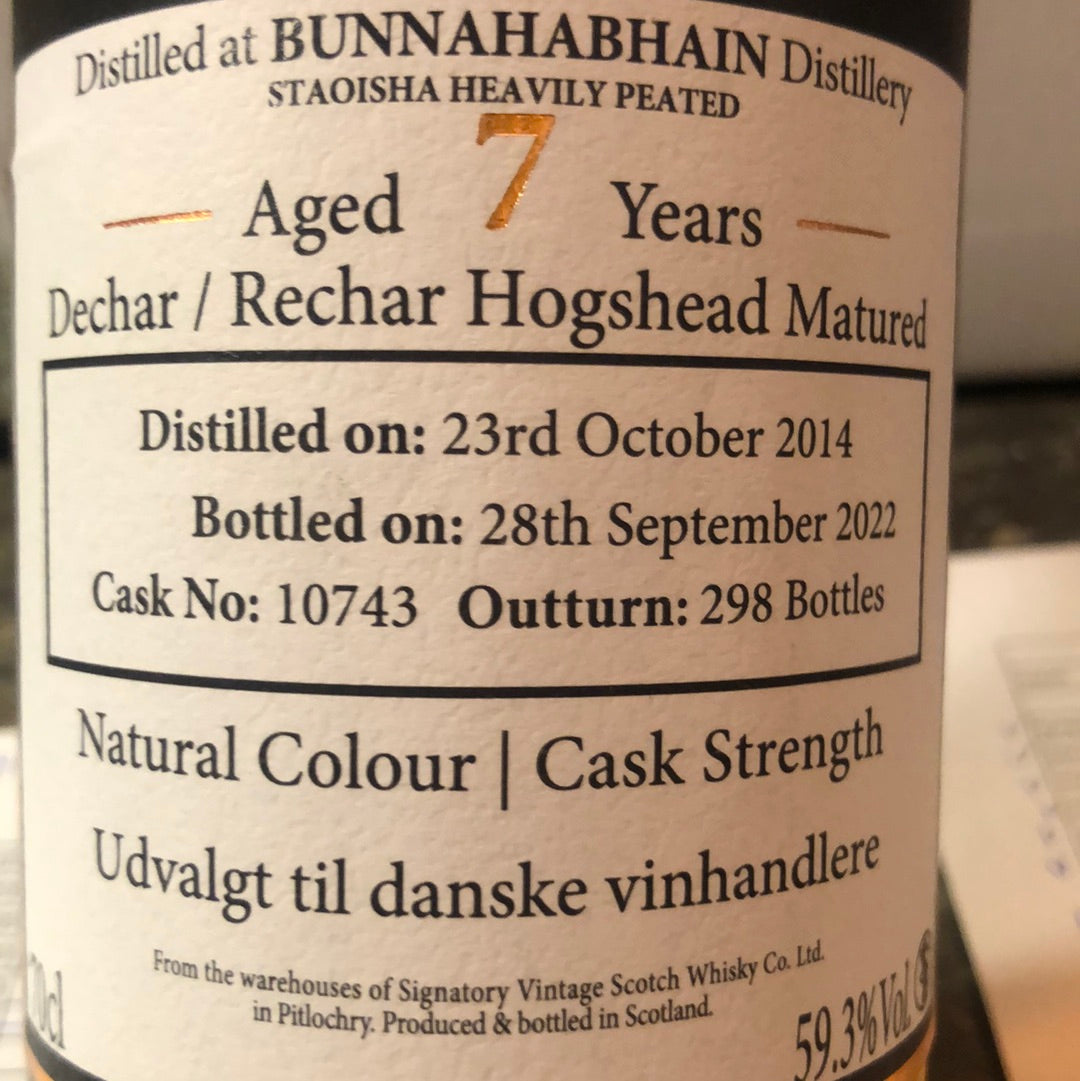 Distilled at BUNNAHABHAIN Distillery
STAOISHA HEAVILY PEATED
Aged 7 Years
Dechar / Rechar Hogshead Matured
Distilled on: 23rd October 2014
Bottled on: 28th September 2022
Cask No: 10743 Outturn: 298 Bottles
Natural Colour | Cask Strength
Udvalgt til danske vinhandlere
From the warehouses of Signatory Vintage Scotch Whisky Co. Ltd.
in Pitlochry. Produced & bottled in Scotland.
59.3% Vol.